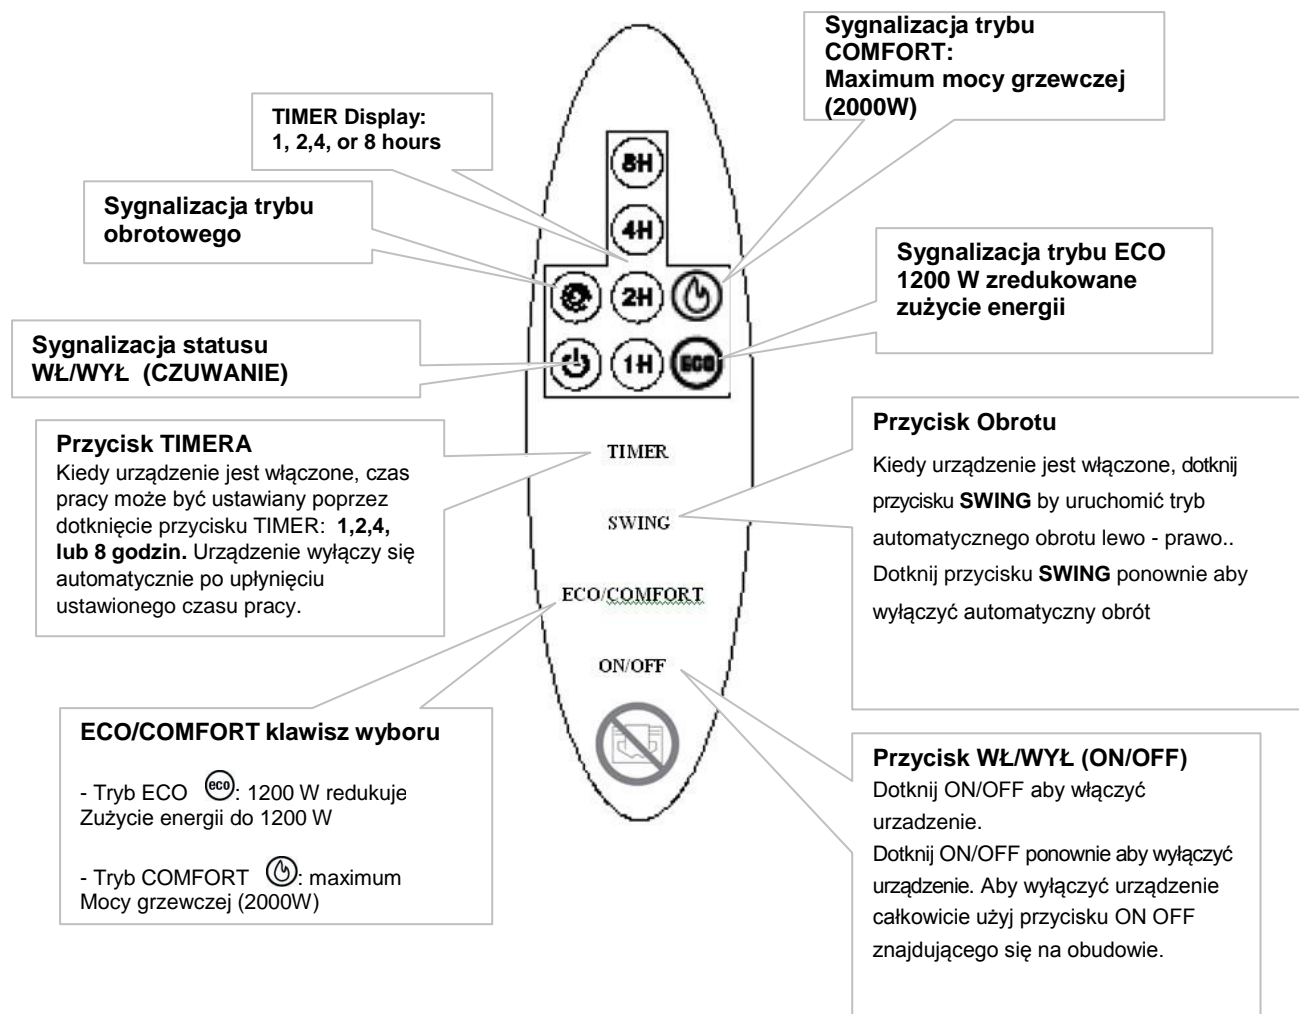 Sygnalizacja trybu
COMFORT:
Maximum mocy grzewczej
(2000W)
TIMER Display:
1, 2,4, or 8 hours
Sygnalizacja trybu
obrotowego
Sygnalizacja trybu ECO
1200 W zredukowane
zużycie energii
Sygnalizacja statusu
WŁ/WYŁ (CZUWANIE)
8H
4H
2H
1H
ECO
TIMER
SWING
ECO/COMFORT
ON/OFF
Przycisk TIMERA
Kiedy urządzenie jest włączone, czas
pracy może być ustawiany poprzez
dotknięcie przycisku TIMER: 1,2,4,
lub 8 godzin. Urządzenie wyłączy się
automatycznie po upłynięciu
ustawionego czasu pracy.
Przycisk Obrotu
Kiedy urządzenie jest włączone, dotknij
przycisku SWING by uruchomić tryb
automatycznego obrotu lewo - prawo..
Dotknij przycisku SWING ponownie aby
wyłączyć automatyczny obrót
ECO/COMFORT klawisz wyboru
- Tryb ECO eco: 1200 W redukuje
Zużycie energii do 1200 W
- Tryb COMFORT : maximum
Mocy grzewczej (2000W)
Przycisk WŁ/WYŁ (ON/OFF)
Dotknij ON/OFF aby włączyć
urzadzenie.
Dotknij ON/OFF ponownie aby wyłączyć
urządzenie. Aby wyłączyć urządzenie
całkowicie użyj przycisku ON OFF
znajdującego się na obudowie.